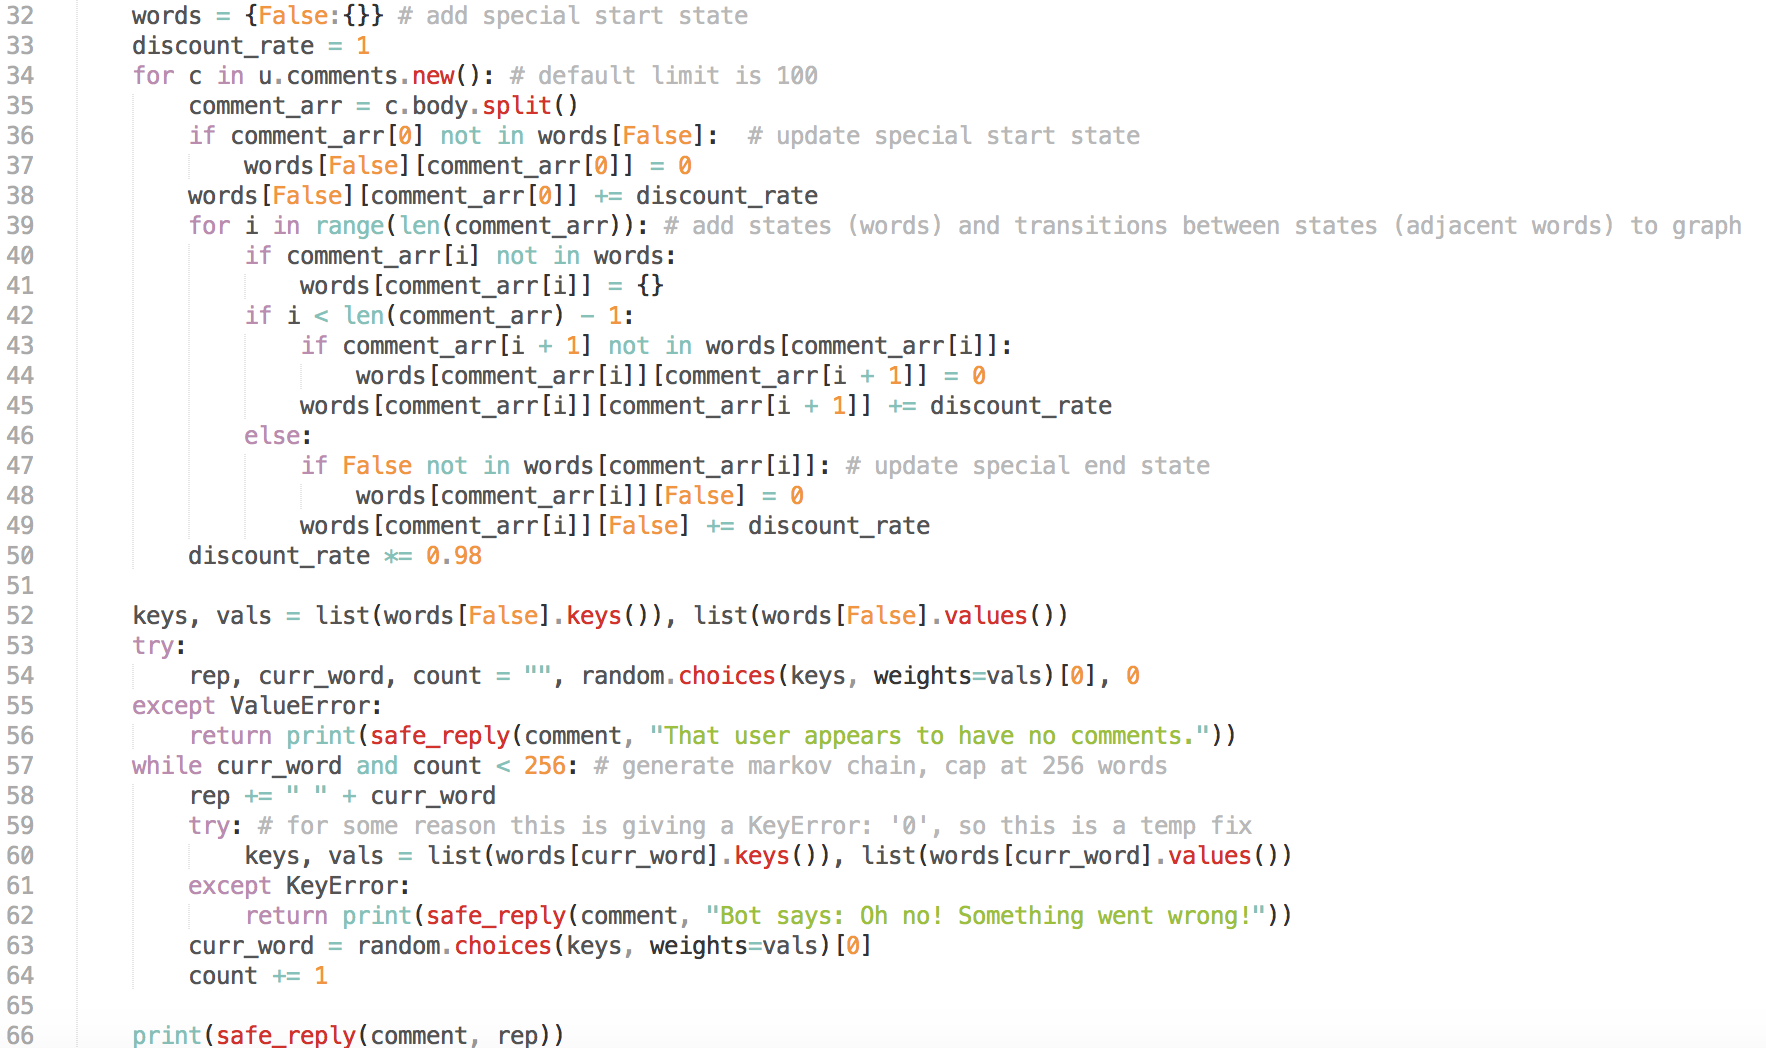 32 words = {False:{}} # add special start state
33 discount_rate = 1
34 for c in u.comments.new(): # default limit is 100
35 comment_arr = c.body.split()
36 if comment_arr[0] not in words[False]:  # update special start state
37 words[False][comment_arr[0]] = 0
38 words[False][comment_arr[0]] += discount_rate
39 for i in range(len(comment_arr)): # add states (words) and transitions between states (adjacent words) to graph
40 if comment_arr[i] not in words:
41 words[comment_arr[i]] = {}
42 if i < len(comment_arr) - 1:
43 if comment_arr[i + 1] not in words[comment_arr[i]]:
44 words[comment_arr[i]][comment_arr[i + 1]] = 0
45 words[comment_arr[i]][comment_arr[i + 1]] += discount_rate
46 else:
47 if False not in words[comment_arr[i]]: # update special end state
48 words[comment_arr[i]][False] = 0
49 words[comment_arr[i]][False] += discount_rate
50 discount_rate *= 0.98
51
52 keys, vals = list(words[False].keys()), list(words[False].values())
53 try:
54 rep, curr_word, count = "", random.choices(keys, weights=vals)[0], 0
55 except ValueError:
56 return print(safe_reply(comment, "That user appears to have no comments."))
57 while curr_word and count < 256: # generate markov chain, cap at 256 words
58 rep += " " + curr_word
59 try: # for some reason this is giving a KeyError: '0', so this is a temp fix
60 keys, vals = list(words[curr_word].keys()), list(words[curr_word].values())
61 except KeyError:
62 return print(safe_reply(comment, "Bot says: Oh no! Something went wrong!"))
63 curr_word = random.choices(keys, weights=vals)[0]
64 count += 1
65
66 print(safe_reply(comment, rep))